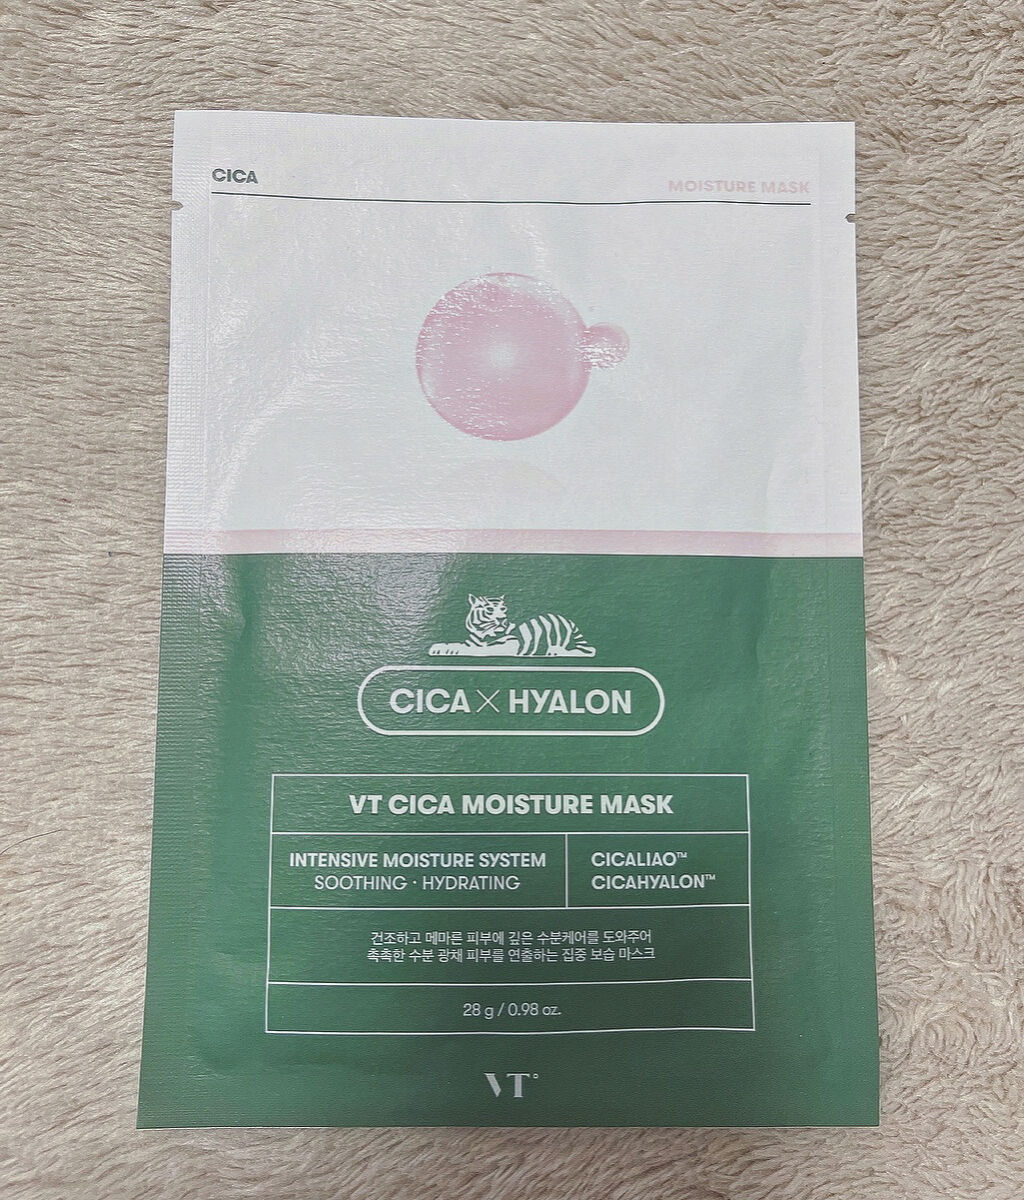 CICA
MOISTURE MASK
CICA X HYALON
VT CICA MOISTURE MASK
INTENSIVE MOISTURE SYSTEM
SOOTHING · HYDRATING
CICALIAO™
CICAHYALON™
건조하고 메마른 피부에 깊은 수분케어를 도와주어
촉촉한 수분 광채 피부를 연출하는 집중 보습 마스크
28 g / 0.98 oz.
VT